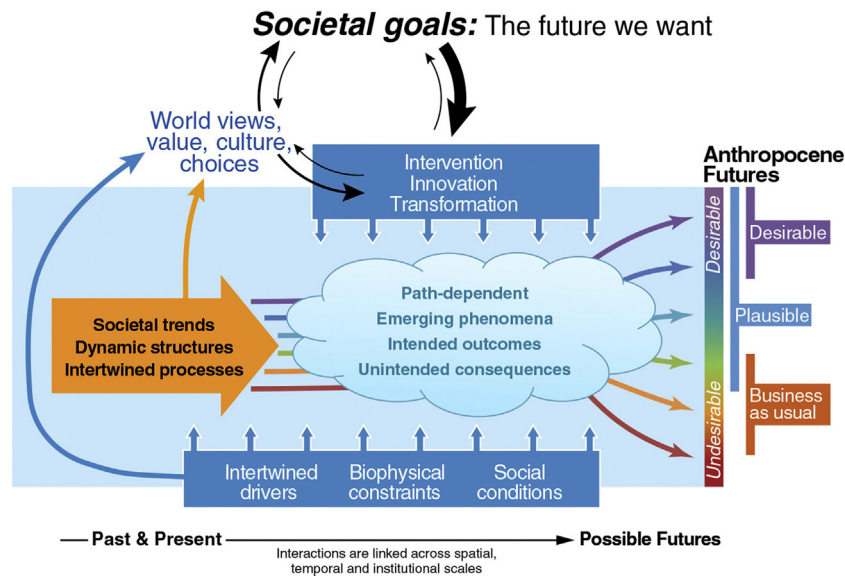 Societal goals: The future we want
World views,
value, culture,
choices
Intervention
Innovation
Transformation
Anthropocene
Futures
Desirable
Undesirable
Desirable
Plausible
Business
as usual
Societal trends
Dynamic structures
Intertwined processes
Path-dependent
Emerging phenomena
Intended outcomes
Unintended consequences
Intertwined
drivers
Biophysical
constraints
Social
conditions
Past & Present
Possible Futures
Interactions are linked across spatial,
temporal and institutional scales